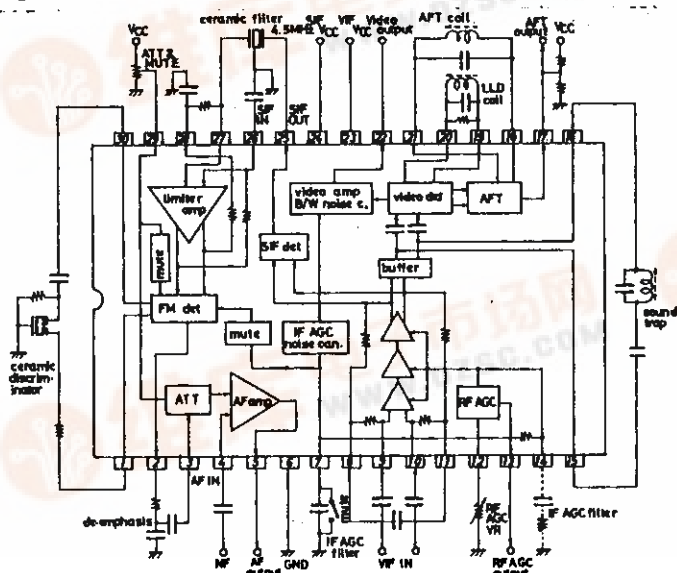 ceramic filter
4.5MHZ
SIF
VCC
VIF
VCC
Video
output
AFT coil
AFT
output
VCC
VCC
ATT &
MUTE
SIF
IN
SIF
OUT
LLD
coil
30
29
28
27
26
25
24
23
22
21
20
19
18
17
16
limiter
amp
video amp
B/W noise c.
video det
AFT
mute
SIF det
buffer
FM det
mute
IF AGC
noise can.
ceramic
discrimi-
nator
sound
trap
ATT
AF amp
RF AGC
1
2
3
4
5
6
7
8
9
10
11
12
13
14
15
AF IN
de-emphasis
NF
AF
output
GND
IF AGC
filter
VIF IN
RF
AGC
VR
RF AGC
output
IF AGC filter
WWW.DZSC.COM